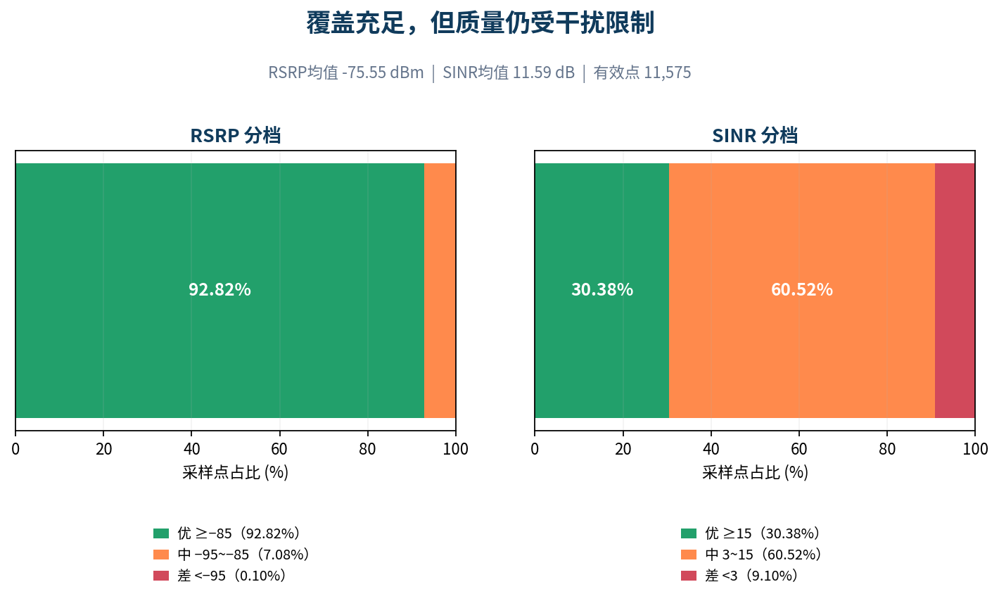 覆盖充足，但质量仍受干扰限制
RSRP均值 -75.55 dBm | SINR均值 11.59 dB | 有效点 11,575
RSRP 分档
92.82%
0 20 40 60 80 100
采样点占比 (%)
优 ≥−85（92.82%）
中 −95~−85（7.08%）
差 <−95（0.10%）
SINR 分档
30.38% 60.52%
0 20 40 60 80 100
采样点占比 (%)
优 ≥15（30.38%）
中 3~15（60.52%）
差 <3（9.10%）